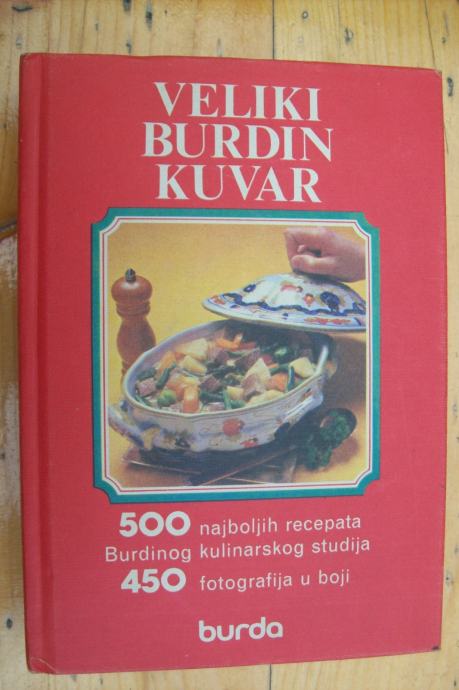 VELIKI
BURDIN
KUVAR
500 najboljih recepata
Burdinog kulinarskog studija
450 fotografija u boji
burda